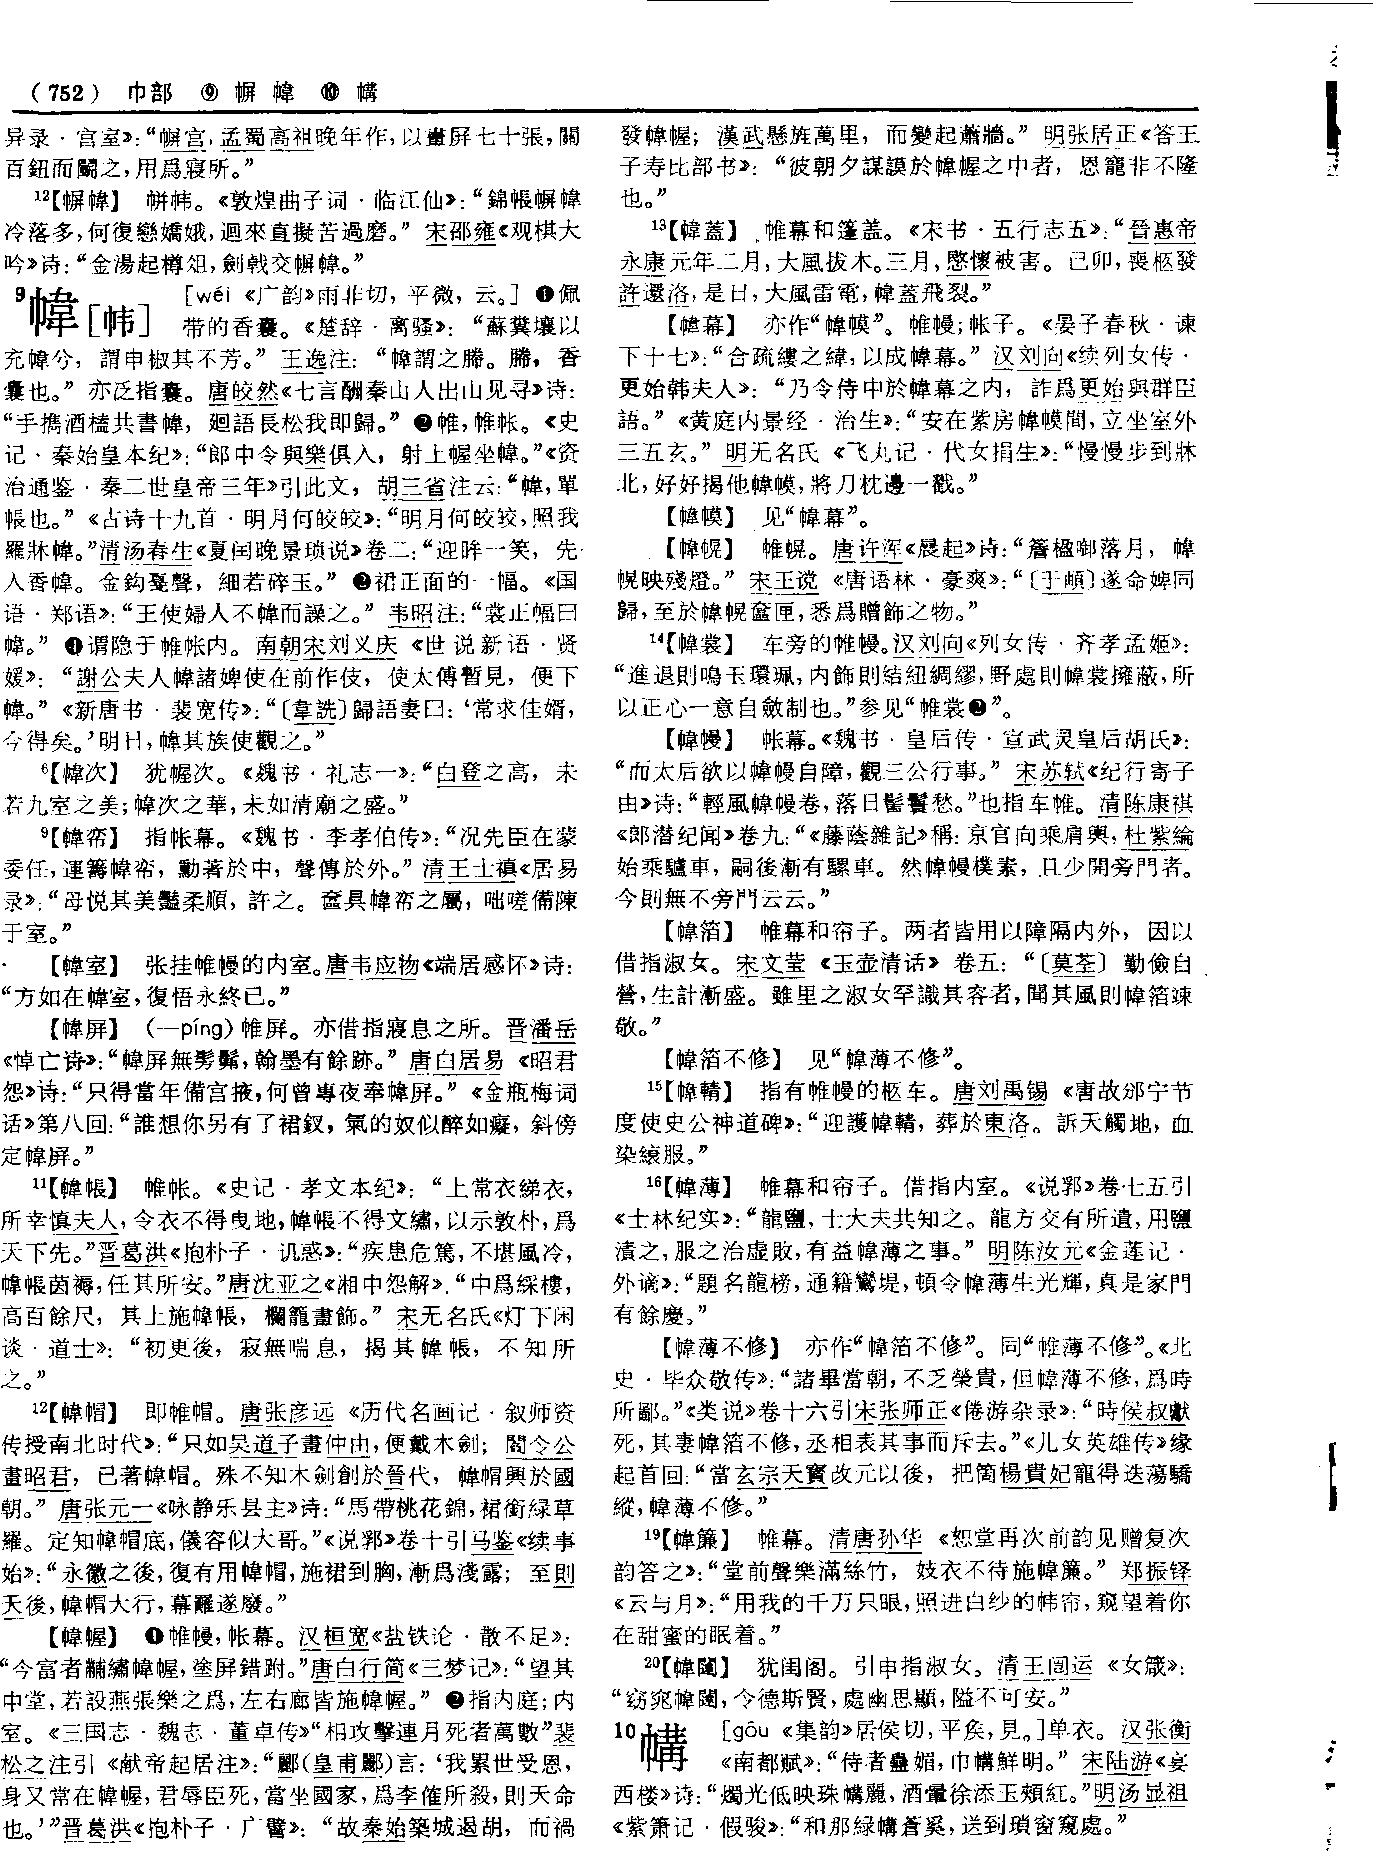 (752) 巾部 ⑨ 幈 幃 ⑩ 㡚
异录·宫室》：“幈宫，孟蜀高祖晚年作，以畫屏七十張，關
百鈕而鬭之，用爲寢所。”
12【幈幃】 帡帏。《敦煌曲子词·临江仙》：“錦帳幈幃
冷落多，何復戀嬌娥，迴來直擬苦過磨。” 宋邵雍《观棋大
吟》诗：“金湯起樽俎，劍戟交幈幃。”
9幃[帏] [wéi 《广韵》雨非切，平微，云。] ❶佩
带的香囊。《楚辞·离骚》：“蘇糞壤以
充幃兮，謂申椒其不芳。” 王逸注：“幃謂之幐。幐，香
囊也。” 亦泛指囊。唐皎然《七言酬秦山人出山见寻》诗：
“手攜酒榼共書幃，廻語長松我即歸。” ❷帷，帷帐。《史
记·秦始皇本纪》：“郎中令與樂俱入，射上幄坐幃。”《资
治通鉴·秦二世皇帝三年》引此文，胡三省注云：“幃，單
帳也。” 《古诗十九首·明月何皎皎》：“明月何皎皎，照我
羅牀幃。”清汤春生《夏闺晚景琐说》卷二：“迎眸一笑，先
入香幃。金鈎戞聲，細若碎玉。” ❸裙正面的一幅。《国
语·郑语》：“王使婦人不幃而譟之。” 韦昭注：“裳正幅曰
幃。” ❹谓隐于帷帐内。南朝宋刘义庆《世说新语·贤
媛》：“謝公夫人幃諸婢使在前作伎，使太傅暫見，便下
幃。” 《新唐书·裴宽传》：“〔韋詵〕歸語妻曰：‘常求佳婿，
今得矣。’明日，幃其族使觀之。”
6【幃次】 犹幄次。《魏书·礼志一》：“白登之高，未
若九室之美；幃次之華，未如清廟之盛。”
9【幃帟】 指帐幕。《魏书·李孝伯传》：“况先臣在蒙
委任，運籌幃帟，勳著於中，聲傳於外。” 清王士禛《居易
录》：“母悦其美豔柔順，許之。奩具幃帟之屬，咄嗟備陳
于室。”
【幃室】 张挂帷幔的内室。唐韦应物《端居感怀》诗：
“方如在幃室，復悟永終已。”
【幃屏】 (—píng)帷屏。亦借指寢息之所。晋潘岳
《悼亡诗》：“幃屏無髣髴，翰墨有餘跡。” 唐白居易《昭君
怨》诗：“只得當年備宫掖，何曾專夜奉幃屏。” 《金瓶梅词
话》第八回：“誰想你另有了裙釵，氣的奴似醉如癡，斜傍
定幃屏。”
11【幃帳】 帷帐。《史记·孝文本纪》：“上常衣綈衣，
所幸慎夫人，令衣不得曳地，幃帳不得文繡，以示敦朴，爲
天下先。”晋葛洪《抱朴子·讥惑》：“疾患危篤，不堪風冷，
幃帳茵褥，任其所安。”唐沈亚之《湘中怨解》：“中爲綵樓，
高百餘尺，其上施幃帳，欄籠畫飾。” 宋无名氏《灯下闲
谈·道士》：“初更後，寂無喘息，揭其幃帳，不知所
之。”
12【幃帽】 即帷帽。唐张彦远《历代名画记·叙师资
传授南北时代》：“只如吴道子畫仲由，便戴木劍；閻令公
畫昭君，已著幃帽。殊不知木劍創於晉代，幃帽興於國
朝。” 唐张元一《咏静乐县主》诗：“馬帶桃花錦，裙銜緑草
羅。定知幃帽底，儀容似大哥。”《说郛》卷十引马鉴《续事
始》：“永徽之後，復有用幃帽，施裙到胸，漸爲淺露；至則
天後，幃帽大行，幕䍦遂廢。”
【幃幄】 ❶帷幔，帐幕。汉桓宽《盐铁论·散不足》：
“今富者黼繡幃幄，塗屏錯跗。”唐白行简《三梦记》：“望其
中堂，若設燕張樂之爲，左右廊皆施幃幄。” ❷指内庭；内
室。《三国志·魏志·董卓传》“相攻擊連月死者萬數”裴
松之注引《献帝起居注》：“酈(皇甫酈)言：‘我累世受恩，
身又常在幃幄，君辱臣死，當坐國家，爲李傕所殺，則天命
也。’”晋葛洪《抱朴子·广譬》：“故秦始築城遏胡，而禍
發幃幄；漢武懸旌萬里，而變起蕭牆。” 明张居正《答王
子寿比部书》：“彼朝夕謀謨於幃幄之中者，恩寵非不隆
也。”
13【幃蓋】 帷幕和篷盖。《宋书·五行志五》：“晉惠帝
永康元年二月，大風拔木。三月，愍懷被害。己卯，喪柩發
許還洛，是日，大風雷電，幃蓋飛裂。”
【幃幕】 亦作“幃幙”。帷幔；帐子。《晏子春秋·谏
下十七》：“合疏縷之緯，以成幃幕。” 汉刘向《续列女传·
更始韩夫人》：“乃令侍中於幃幕之内，詐爲更始與群臣
語。” 《黄庭内景经·治生》：“安在紫房幃幙間，立坐室外
三五玄。” 明无名氏《飞丸记·代女捐生》：“慢慢步到牀
北，好好揭他幃幙，將刀枕邊一戳。”
【幃幙】 见“幃幕”。
【幃幌】 帷幌。唐许浑《晨起》诗：“簷楹啣落月，幃
幌映殘燈。” 宋王谠《唐语林·豪爽》：“〔于頔〕遂命婢同
歸，至於幃幌奩匣，悉爲贈飾之物。”
14【幃裳】 车旁的帷幔。汉刘向《列女传·齐孝孟姬》：
“進退則鳴玉環珮，内飾則結紐綢繆，野處則幃裳擁蔽，所
以正心一意自斂制也。”参见“帷裳❷”。
【幃幔】 帐幕。《魏书·皇后传·宣武灵皇后胡氏》：
“而太后欲以幃幔自障，觀三公行事。” 宋苏轼《纪行寄子
由》诗：“輕風幃幔卷，落日髻鬟愁。”也指车帷。清陈康祺
《郎潜纪闻》卷九：“《藤蔭雜記》稱：京官向乘肩輿，杜紫綸
始乘驢車，嗣後漸有騾車。然幃幔樸素，且少開旁門者。
今則無不旁門云云。”
【幃箔】 帷幕和帘子。两者皆用以障隔内外，因以
借指淑女。宋文莹《玉壶清话》卷五：“〔莫荃〕勤儉自
營，生計漸盛。雖里之淑女罕識其容者，聞其風則幃箔竦
敬。”
【幃箔不修】 见“幃薄不修”。
15【幃輤】 指有帷幔的柩车。唐刘禹锡《唐故邠宁节
度使史公神道碑》：“迎護幃輤，葬於東洛。訴天觸地，血
染縗服。”
16【幃薄】 帷幕和帘子。借指内室。《说郛》卷七五引
《士林纪实》：“龍鹽，士大夫共知之。龍方交有所遺，用鹽
漬之，服之治虚敗，有益幃薄之事。” 明陈汝元《金莲记·
外谪》：“題名龍榜，通籍鸞堤，頓令幃薄生光輝，真是家門
有餘慶。”
【幃薄不修】 亦作“幃箔不修”。同“帷薄不修”。《北
史·毕众敬传》：“諸畢當朝，不乏榮貴，但幃薄不修，爲時
所鄙。”《类说》卷十六引宋张师正《倦游杂录》：“時侯叔獻
死，其妻幃箔不修，丞相表其事而斥去。”《儿女英雄传》缘
起首回：“當玄宗天寳改元以後，把箇楊貴妃寵得迭蕩驕
縱，幃薄不修。”
19【幃簾】 帷幕。清唐孙华《恕堂再次前韵见赠复次
韵答之》：“堂前聲樂滿絲竹，妓衣不待施幃簾。” 郑振铎
《云与月》：“用我的千万只眼，照进白纱的帏帘，窥望着你
在甜蜜的眠着。”
20【幃闥】 犹闺阁。引申指淑女。清王闿运《女箴》：
“窈窕幃闥，令德斯賢，處幽思顯，隘不可安。”
10㡚 [gōu 《集韵》居侯切，平侯，見。]单衣。汉张衡
《南都赋》：“侍者蠱媚，巾㡚鮮明。” 宋陆游《宴
西楼》诗：“燭光低映珠㡚麗，酒暈徐添玉頰紅。”明汤显祖
《紫箫记·假骏》：“和那緑㡚蒼奚，送到瑣窗窺處。”